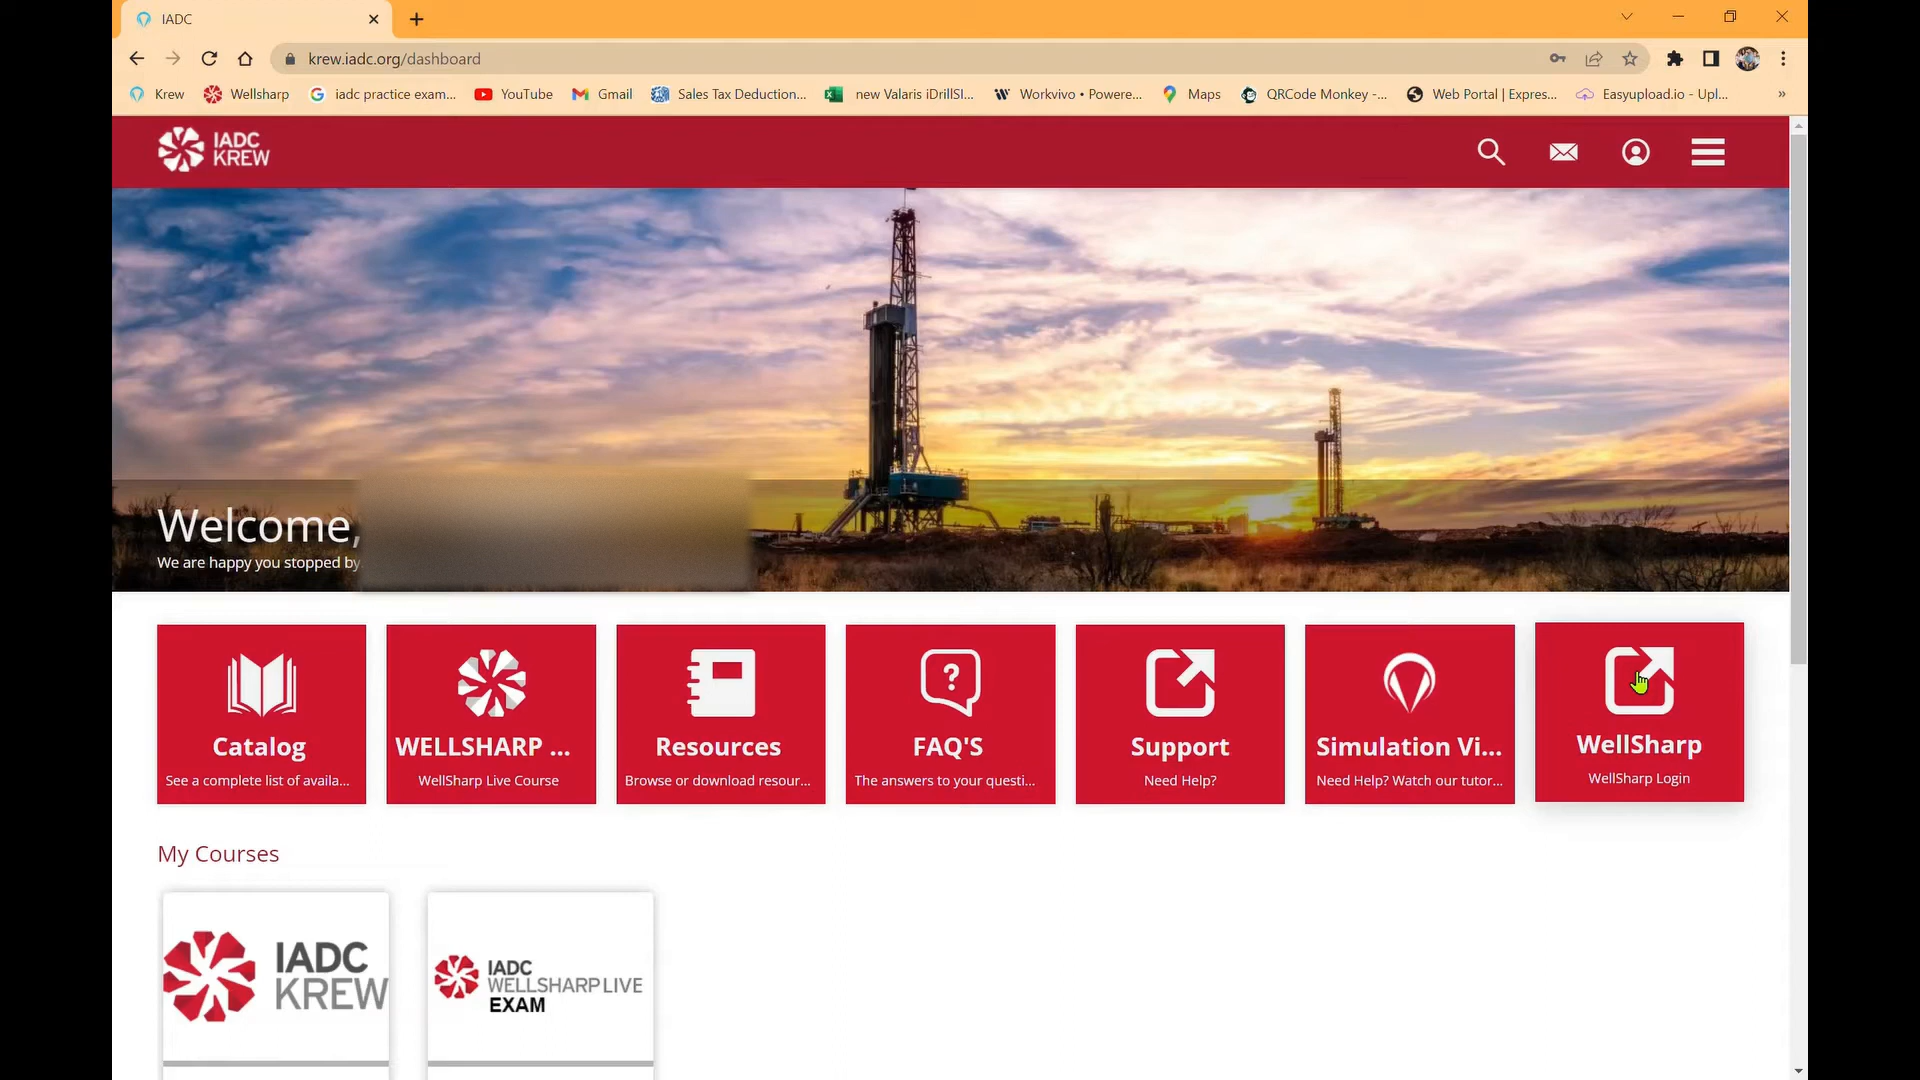 IADC
krew.iadc.org/dashboard
Krew
Wellsharp
iadc practice exam...
YouTube
Gmail
Sales Tax Deduction...
new Valaris iDrillSI...
Workvivo • Powere...
Maps
QRCode Monkey -...
Web Portal | Expres...
Easyupload.io - Upl...
»
IADC
KREW
Welcome,
We are happy you stopped by
Catalog
See a complete list of availa...
WELLSHARP ...
WellSharp Live Course
Resources
Browse or download resour...
?
FAQ'S
The answers to your questi...
Support
Need Help?
Simulation Vi...
Need Help? Watch our tutor...
WellSharp
WellSharp Login
My Courses
IADC
KREW
IADC
WELLSHARP LIVE
EXAM